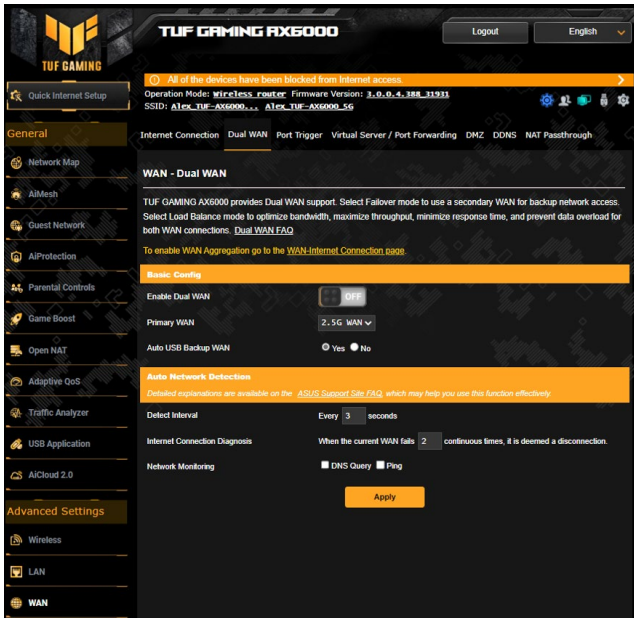 TUF GAMING AX6000
Logout
English
TUF GAMING
All of the devices have been blocked from Internet access.
Quick Internet Setup
Operation Mode: Wireless router Firmware Version: 3.0.0.4.388_31931
SSID: Alex_TUF-AX6000... Alex_TUF-AX6000_5G
General
Internet Connection Dual WAN Port Trigger Virtual Server / Port Forwarding DMZ DDNS NAT Passthrough
Network Map
AiMesh
Guest Network
AiProtection
Parental Controls
Game Boost
Open NAT
Adaptive QoS
Traffic Analyzer
USB Application
AiCloud 2.0
Advanced Settings
Wireless
LAN
WAN
WAN - Dual WAN
TUF GAMING AX6000 provides Dual WAN support. Select Failover mode to use a secondary WAN for backup network access.
Select Load Balance mode to optimize bandwidth, maximize throughput, minimize response time, and prevent data overload for
both WAN connections. Dual WAN FAQ
To enable WAN Aggregation go to the WAN-Internet Connection page.
Basic Config
Enable Dual WAN OFF
Primary WAN 2.5G WAN
Auto USB Backup WAN Yes No
Auto Network Detection
Detailed explanations are available on the ASUS Support Site FAQ, which may help you use this function effectively.
Detect Interval Every 3 seconds
Internet Connection Diagnosis When the current WAN fails 2 continuous times, it is deemed a disconnection.
Network Monitoring DNS Query Ping
Apply